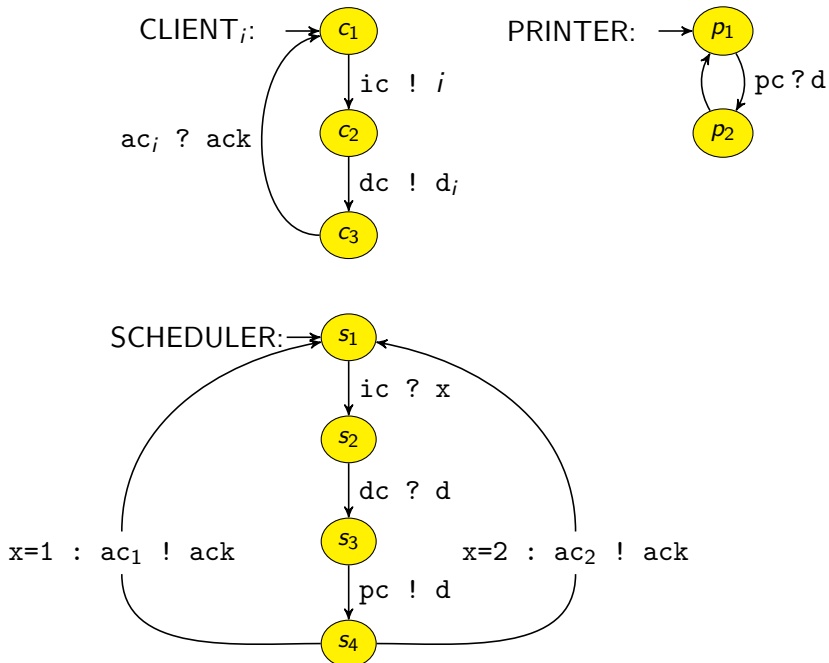 CLIENTᵢ: c₁ PRINTER: p₁
ic ! i pc ? d
c₂ p₂
acᵢ ? ack
dc ! dᵢ
c₃
SCHEDULER: s₁
ic ? x
s₂
dc ? d
s₃
x=1 : ac₁ ! ack x=2 : ac₂ ! ack
pc ! d
s₄